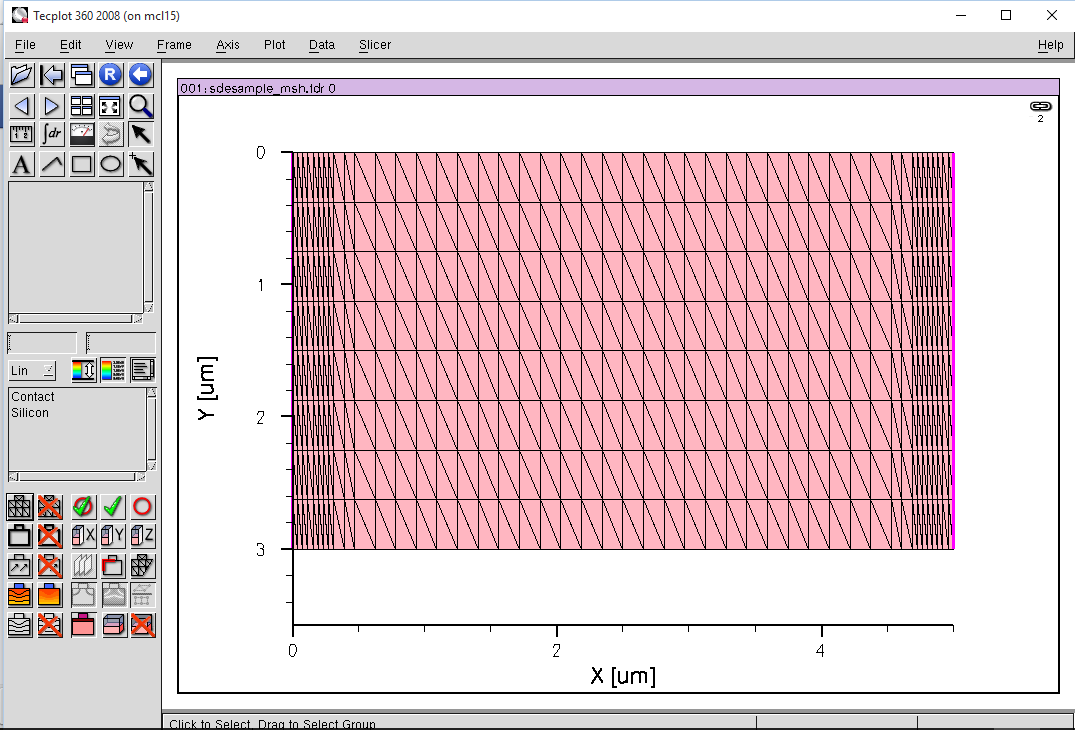 Tecplot 360 2008 (on mcl15)
File Edit View Frame Axis Plot Data Slicer Help
001:sdesample_msh.tdr 0
2
0
1
2
3
Y [um]
0 2 4
X [um]
R
∫dr
A
Lin
Contact
Silicon
X Y Z
Click to Select, Drag to Select Group